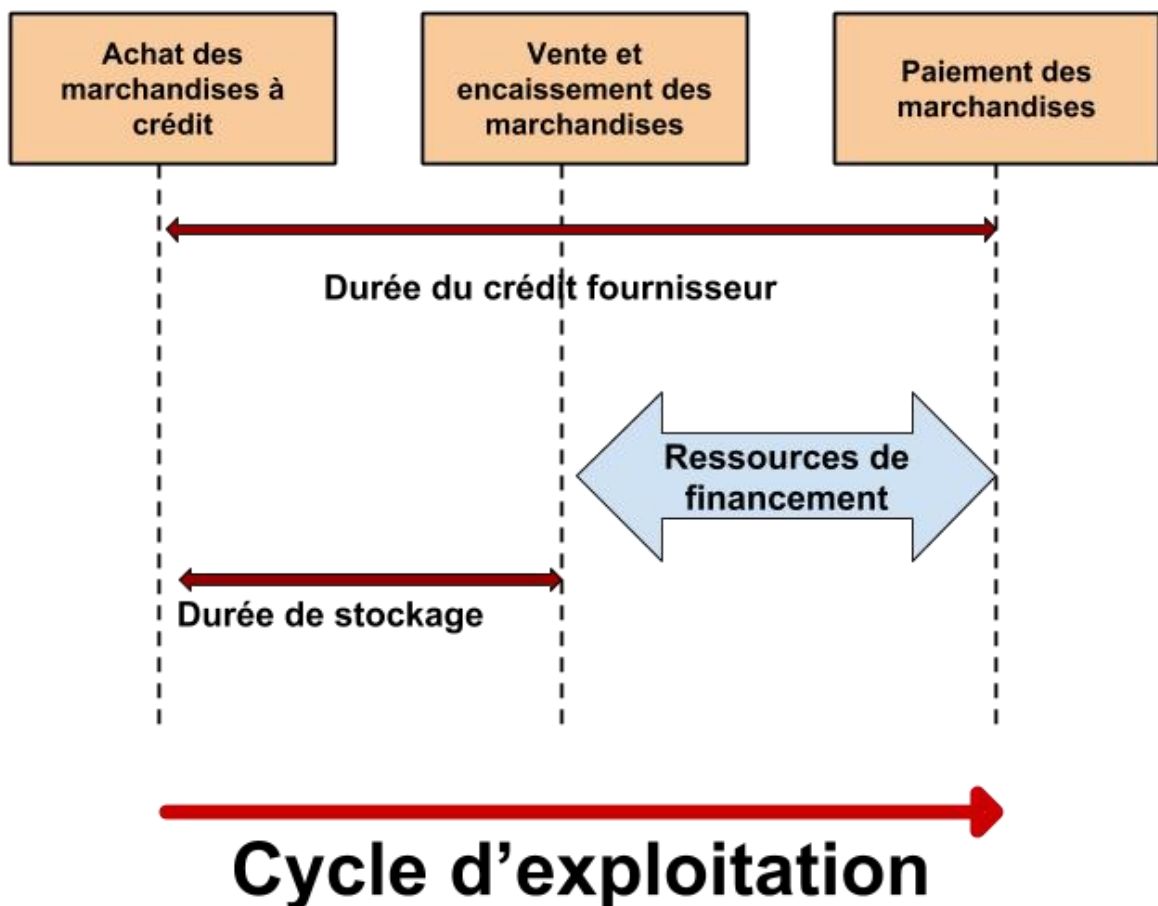 Achat des
marchandises à
crédit
Vente et
encaissement des
marchandises
Paiement des
marchandises
Durée du crédit fournisseur
Ressources de
financement
Durée de stockage
Cycle d'exploitation